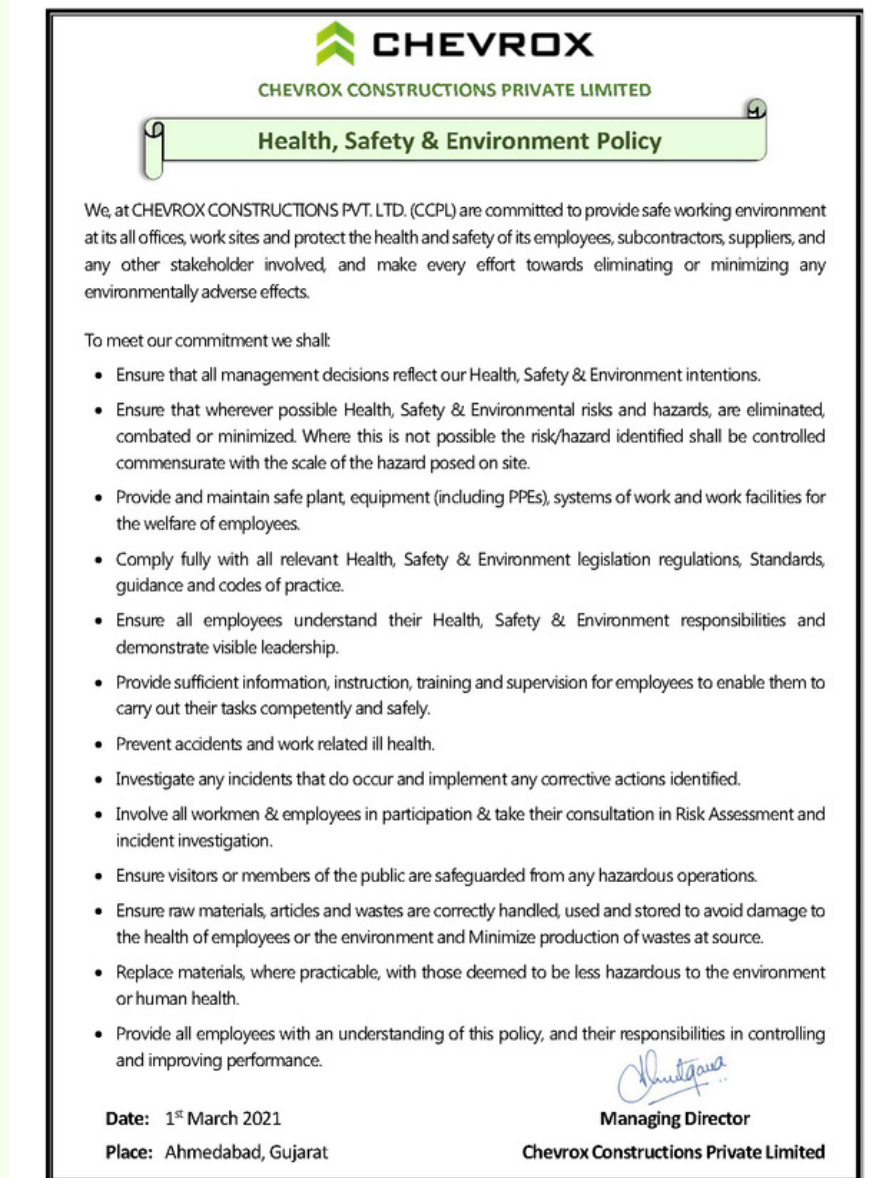 CHEVROX
CHEVROX CONSTRUCTIONS PRIVATE LIMITED
Health, Safety & Environment Policy
We, at CHEVROX CONSTRUCTIONS PVT. LTD. (CCPL) are committed to provide safe working environment
at its all offices, work sites and protect the health and safety of its employees, subcontractors, suppliers, and
any other stakeholder involved, and make every effort towards eliminating or minimizing any
environmentally adverse effects.
To meet our commitment we shall:
• Ensure that all management decisions reflect our Health, Safety & Environment intentions.
• Ensure that wherever possible Health, Safety & Environmental risks and hazards, are eliminated,
combated or minimized. Where this is not possible the risk/hazard identified shall be controlled
commensurate with the scale of the hazard posed on site.
• Provide and maintain safe plant, equipment (including PPEs), systems of work and work facilities for
the welfare of employees.
• Comply fully with all relevant Health, Safety & Environment legislation regulations, Standards,
guidance and codes of practice.
• Ensure all employees understand their Health, Safety & Environment responsibilities and
demonstrate visible leadership.
• Provide sufficient information, instruction, training and supervision for employees to enable them to
carry out their tasks competently and safely.
• Prevent accidents and work related ill health.
• Investigate any incidents that do occur and implement any corrective actions identified.
• Involve all workmen & employees in participation & take their consultation in Risk Assessment and
incident investigation.
• Ensure visitors or members of the public are safeguarded from any hazardous operations.
• Ensure raw materials, articles and wastes are correctly handled, used and stored to avoid damage to
the health of employees or the environment and Minimize production of wastes at source.
• Replace materials, where practicable, with those deemed to be less hazardous to the environment
or human health.
• Provide all employees with an understanding of this policy, and their responsibilities in controlling
and improving performance.
Date: 1st March 2021
Managing Director
Place: Ahmedabad, Gujarat
Chevrox Constructions Private Limited